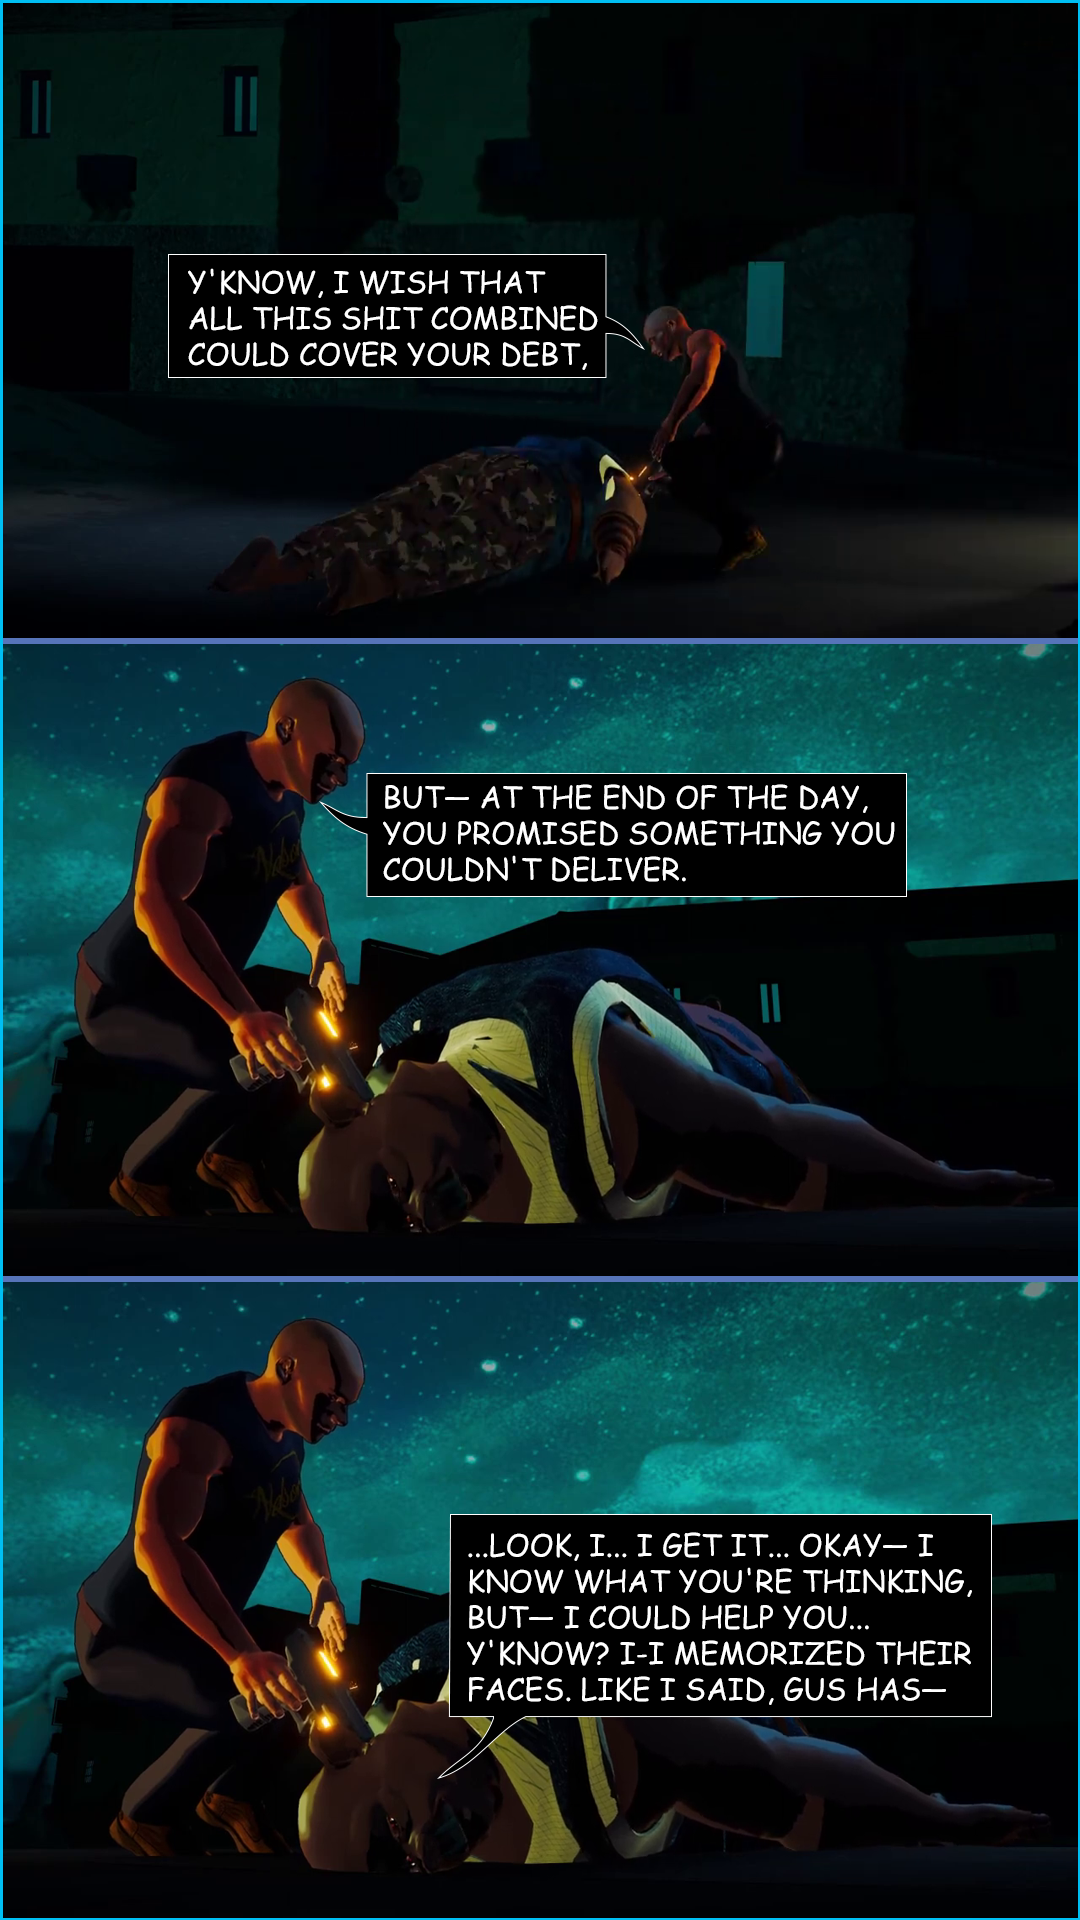 Y'KNOW, I WISH THAT
ALL THIS SHIT COMBINED
COULD COVER YOUR DEBT,
BUT— AT THE END OF THE DAY,
YOU PROMISED SOMETHING YOU
COULDN'T DELIVER.
...LOOK, I... I GET IT... OKAY— I
KNOW WHAT YOU'RE THINKING,
BUT— I COULD HELP YOU...
Y'KNOW? I-I MEMORIZED THEIR
FACES. LIKE I SAID, GUS HAS—